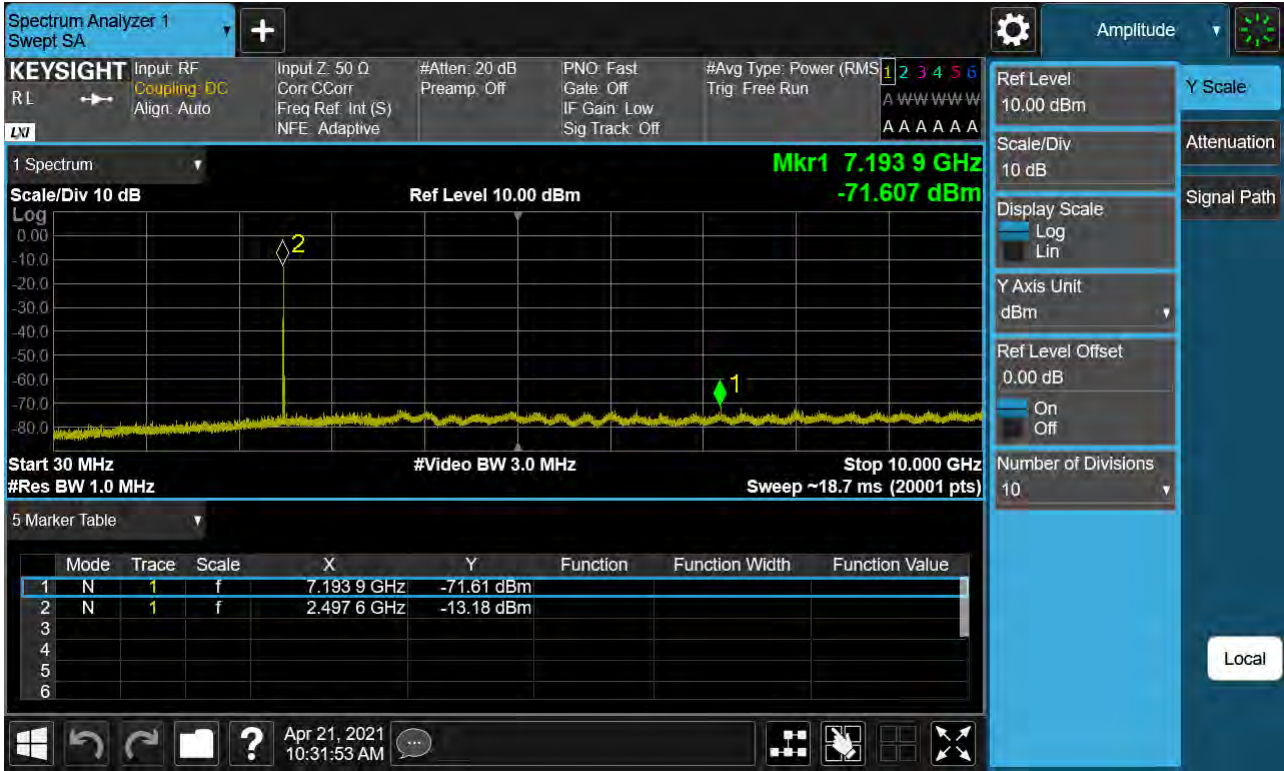 Spectrum Analyzer 1
Swept SA
Amplitude
KEYSIGHT
R L
LXI
Input: RF
Coupling: DC
Align: Auto
Input Z: 50 Ω
Corr CCorr
Freq Ref: Int (S)
NFE: Adaptive
#Atten: 20 dB
Preamp: Off
PNO: Fast
Gate: Off
IF Gain: Low
Sig Track: Off
#Avg Type: Power (RMS
Trig: Free Run
1 2 3 4 5 6
A W W W W W
A A A A A A
1 Spectrum
Mkr1 7.193 9 GHz
-71.607 dBm
Scale/Div 10 dB
Ref Level 10.00 dBm
Log
0.00
-10.0
-20.0
-30.0
-40.0
-50.0
-60.0
-70.0
-80.0
2
1
Start 30 MHz
#Video BW 3.0 MHz
Stop 10.000 GHz
#Res BW 1.0 MHz
Sweep ~18.7 ms (20001 pts)
5 Marker Table
Mode Trace Scale X Y Function Function Width Function Value
1 N 1 f 7.193 9 GHz -71.61 dBm
2 N 1 f 2.497 6 GHz -13.18 dBm
3
4
5
6
Apr 21, 2021
10:31:53 AM
Ref Level
10.00 dBm
Scale/Div
10 dB
Display Scale
Log
Lin
Y Axis Unit
dBm
Ref Level Offset
0.00 dB
On
Off
Number of Divisions
10
Y Scale
Attenuation
Signal Path
Local